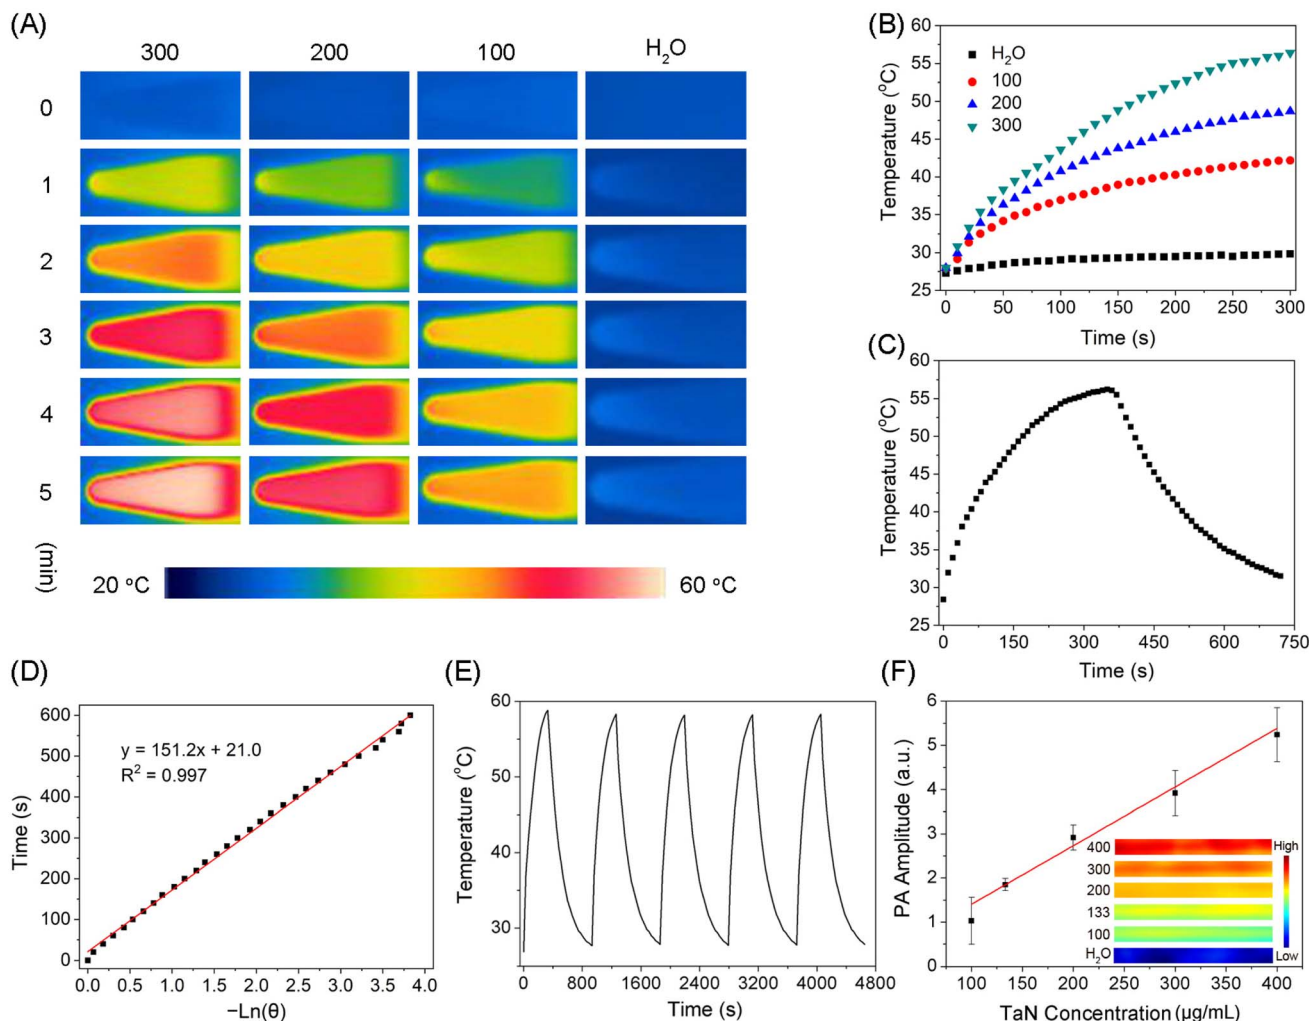 (A)
300 200 100 H₂O
0
1
2
3
4
5
(min)
20 °C 60 °C
(B)
Temperature (°C)
60
55
50
45
40
35
30
25
H₂O
100
200
300
0 50 100 150 200 250 300
Time (s)
(C)
Temperature (°C)
60
55
50
45
40
35
30
25
0 150 300 450 600 750
Time (s)
(D)
Time (s)
600
500
400
300
200
100
0
y = 151.2x + 21.0
R² = 0.997
0.0 0.5 1.0 1.5 2.0 2.5 3.0 3.5 4.0
−Ln(θ)
(E)
Temperature (°C)
60
50
40
30
0 800 1600 2400 3200 4000 4800
Time (s)
(F)
PA Amplitude (a.u.)
6
5
4
3
2
1
0
400
300
200
133
100
H₂O
High
Low
100 150 200 250 300 350 400
TaN Concentration (µg/mL)